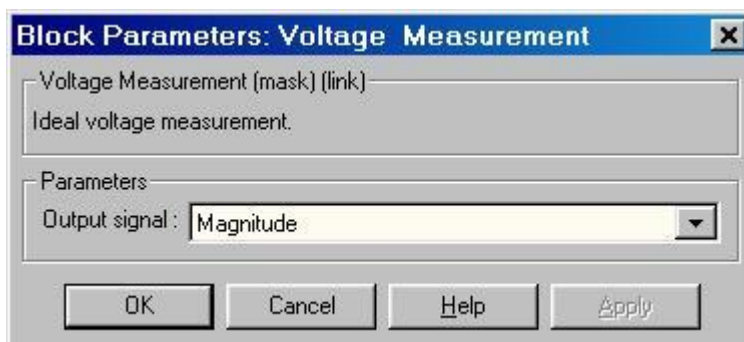 Block Parameters: Voltage Measurement
Voltage Measurement (mask) (link)
Ideal voltage measurement.
Parameters
Output signal : Magnitude
OK Cancel Help Apply